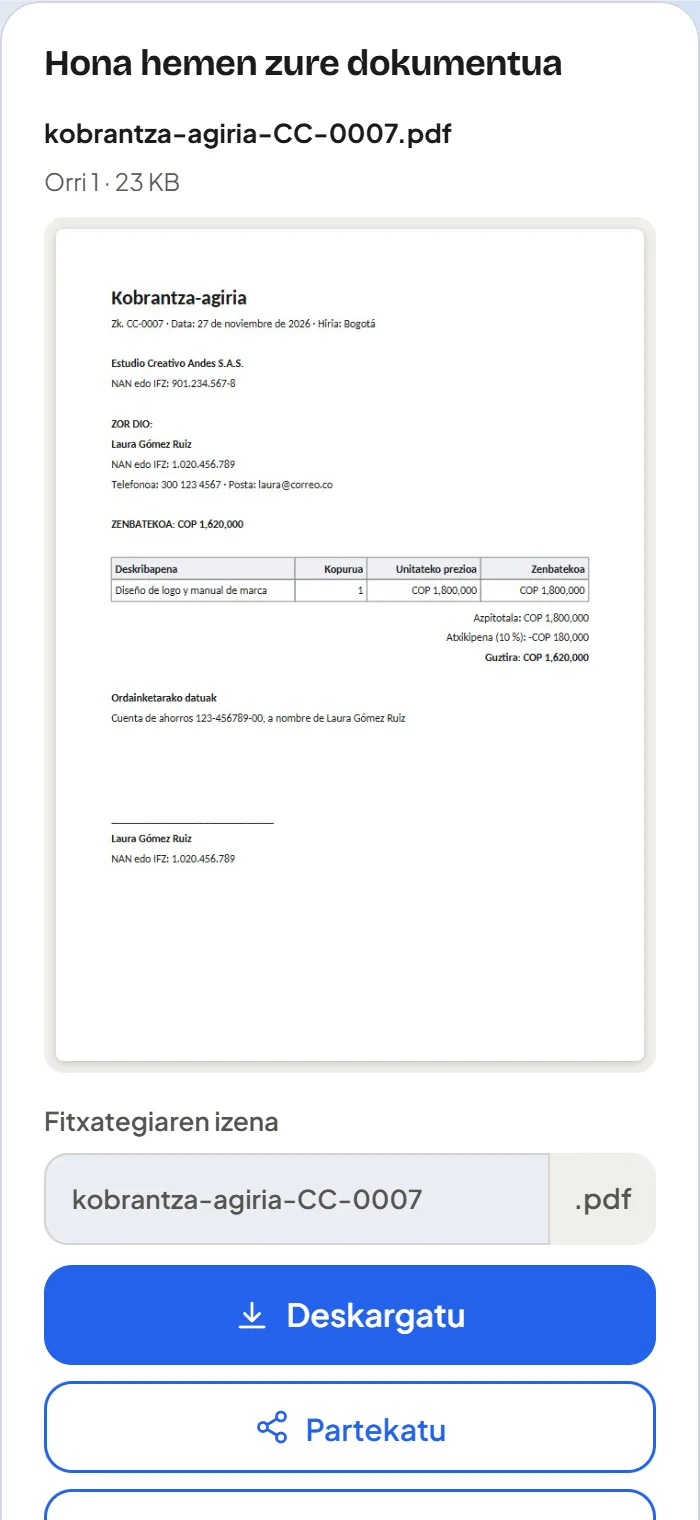 Hona hemen zure dokumentua
kobrantza-agiria-CC-0007.pdf
Orri 1 · 23 KB
Kobrantza-agiria
Zk. CC-0007 · Data: 27 de noviembre de 2026 · Hiria: Bogotá
Estudio Creativo Andes S.A.S.
NAN edo IFZ: 901.234.567-8
ZOR DIO:
Laura Gómez Ruiz
NAN edo IFZ: 1.020.456.789
Telefonoa: 300 123 4567 · Posta: laura@correo.co
ZENBATEKOA: COP 1,620,000
Deskribapena Kopurua Unitateko prezioa Zenbatekoa
Diseño de logo y manual de marca 1 COP 1,800,000 COP 1,800,000
Azpitotala: COP 1,800,000
Atxikipena (10 %): -COP 180,000
Guztira: COP 1,620,000
Ordainketarako datuak
Cuenta de ahorros 123-456789-00, a nombre de Laura Gómez Ruiz
Laura Gómez Ruiz
NAN edo IFZ: 1.020.456.789
Fitxategiaren izena
kobrantza-agiria-CC-0007 .pdf
Deskargatu
Partekatu